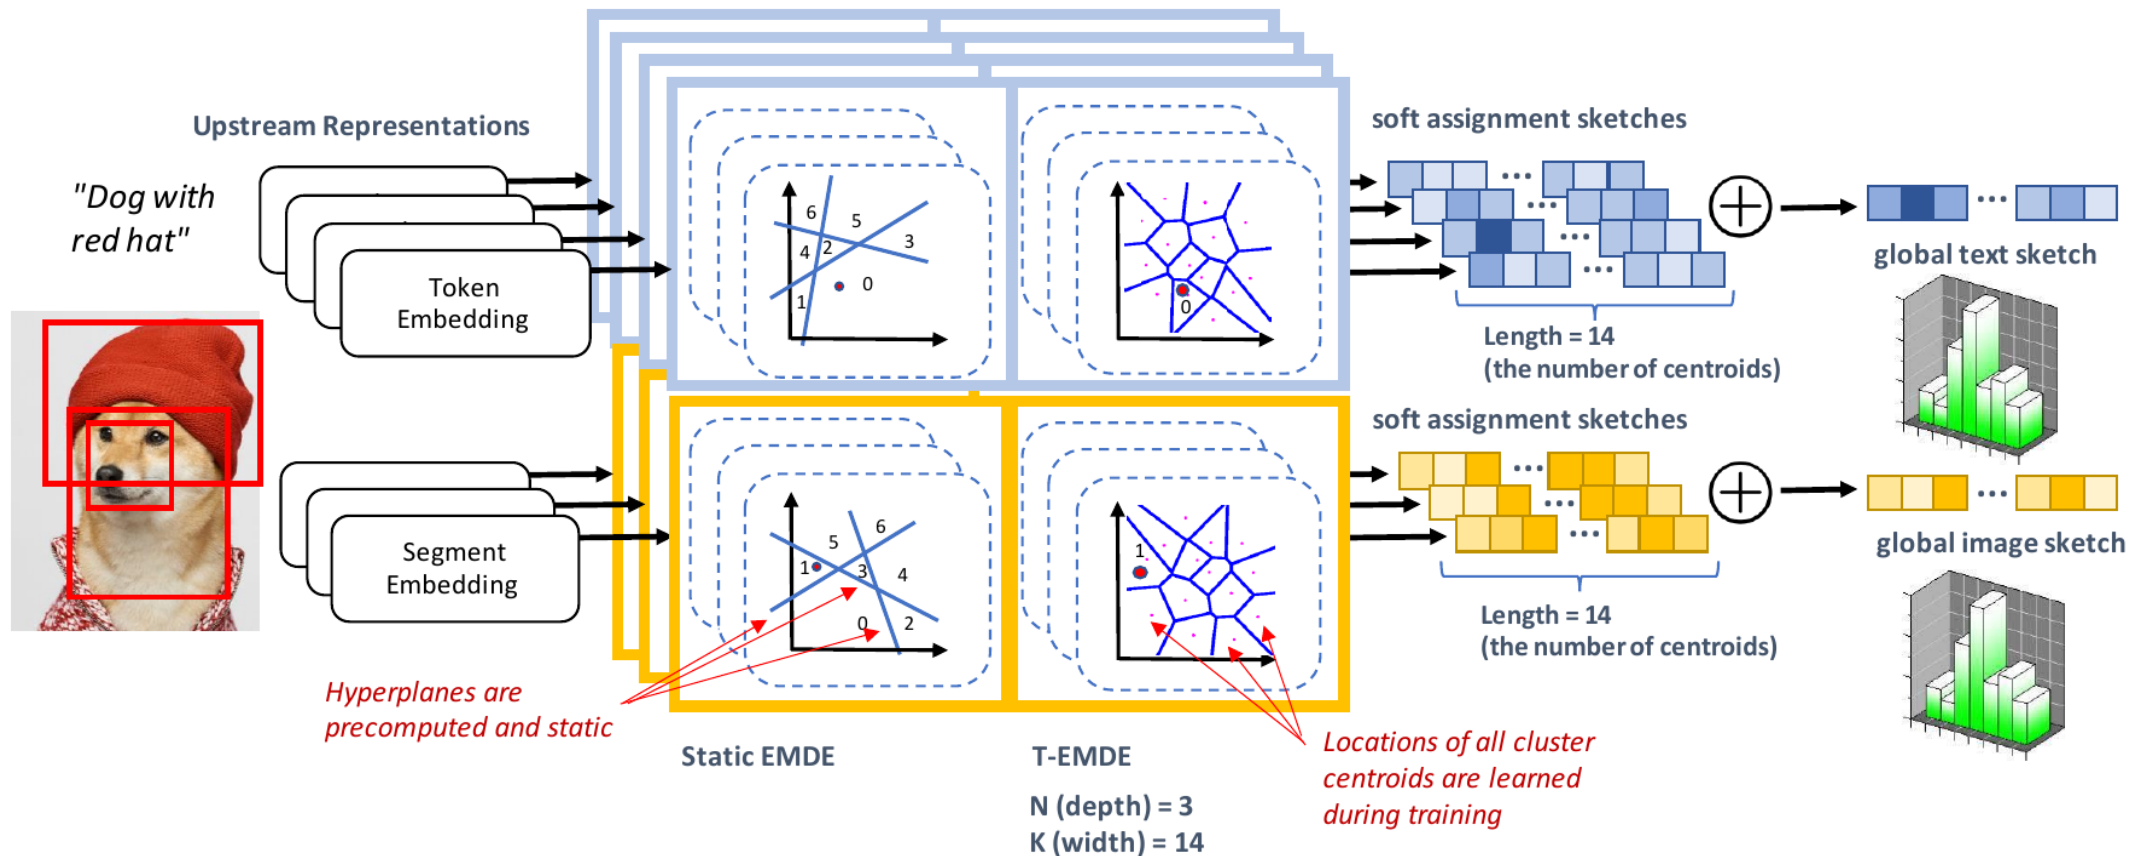 Upstream Representations
"Dog with
red hat"
Token
Embedding
6
5
4
2
3
0
1
0
soft assignment sketches
...
...
...
...
...
global text sketch
Length = 14
(the number of centroids)
Segment
Embedding
5
6
1
3
4
0
2
1
soft assignment sketches
...
...
...
...
global image sketch
Length = 14
(the number of centroids)
Hyperplanes are
precomputed and static
Static EMDE
T-EMDE
N (depth) = 3
K (width) = 14
Locations of all cluster
centroids are learned
during training